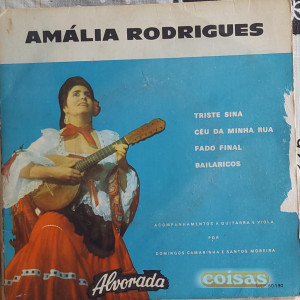 AMÁLIA RODRIGUES
TRISTE SINA
CÉU DA MINHA RUA
FADO FINAL
BAILARICOS
ACOMPANHAMENTOS À GUITARRA E VIOLA
POR
DOMINGOS CAMARINHA E SANTOS MOREIRA
Alvorada
coisas